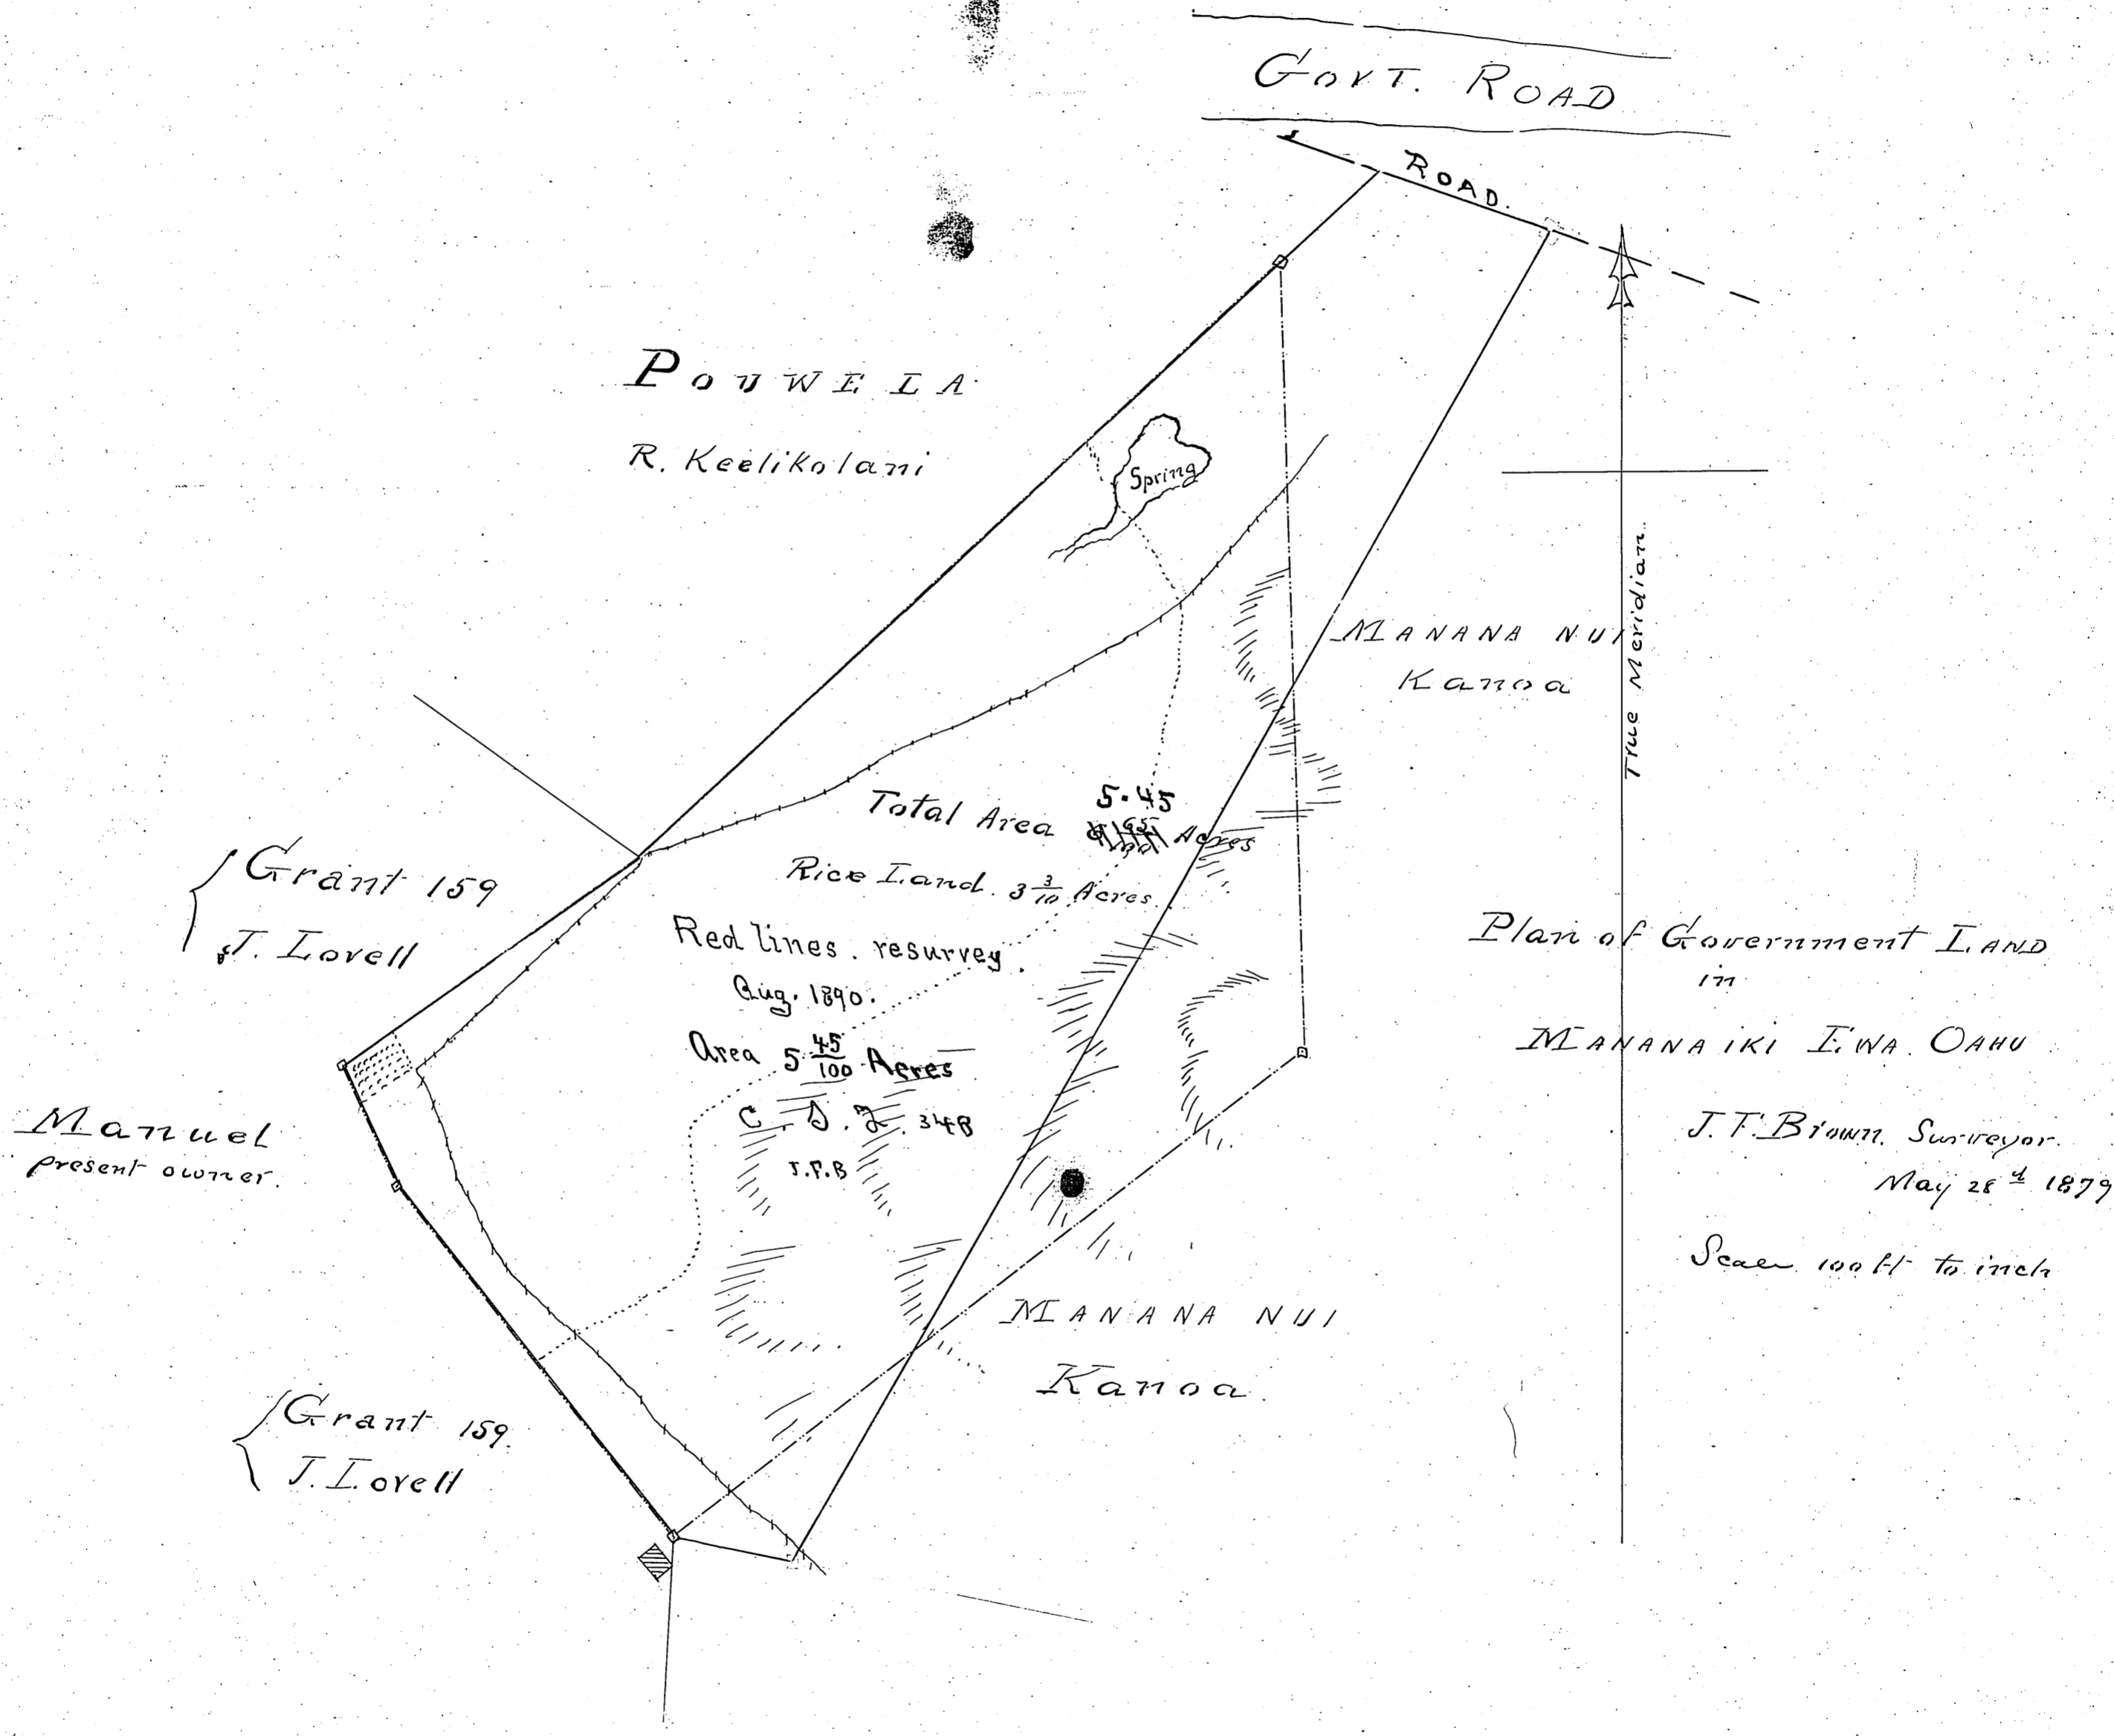 GOVT. ROAD
ROAD.
POUWELA
R. Keelikolani
Spring
MANANA NUI
Kanoa
True Meridian.
5.45
Total Area Acres
Rice Land. 3 3/10 Acres.
Red lines. resurvey.
Aug. 1890.
Area 5 45/100 Acres
J.F.B
{ Grant 159
J. Lovell
Manuel
present owner.
{ Grant 159.
J. Lovell
MANANA NUI
Kanoa.
Plan of Government LAND
in
MANANA IKI EWA. OAHU
J. F. Brown. Surveyor.
May 28 d 1879
Scale 100 ft to inch